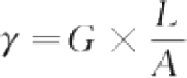 γ = G × L/A